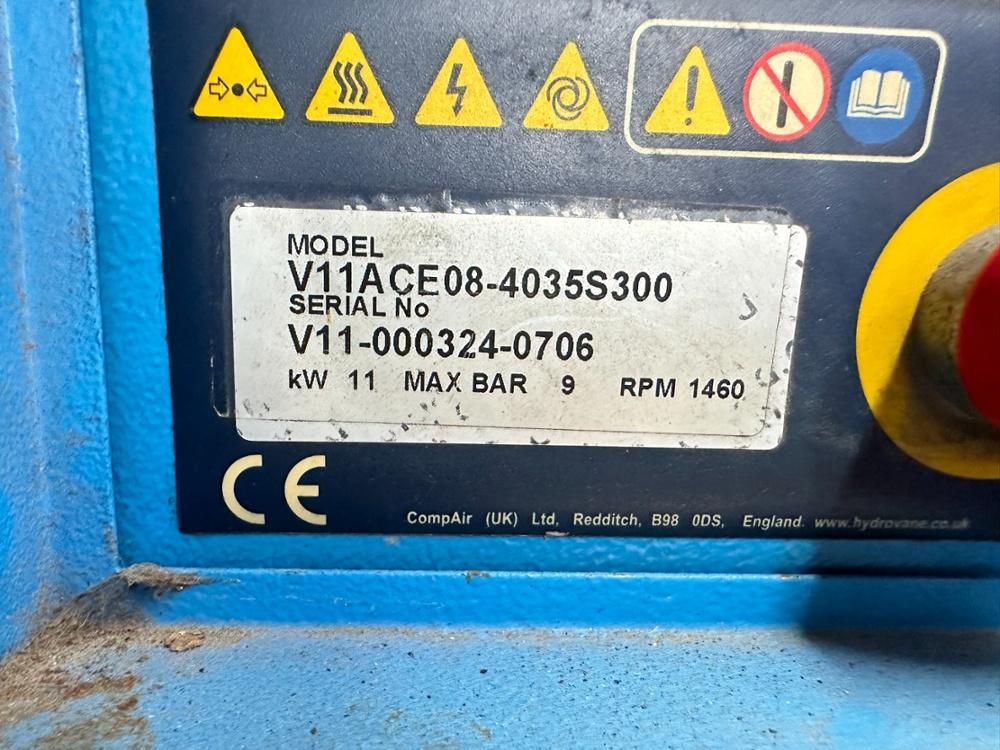 MODEL
V11ACE08-4035S300
SERIAL No
V11-000324-0706
kW 11 MAX BAR 9 RPM 1460
CE
CompAir (UK) Ltd, Redditch, B98 0DS, England. www.hydrovane.co.uk